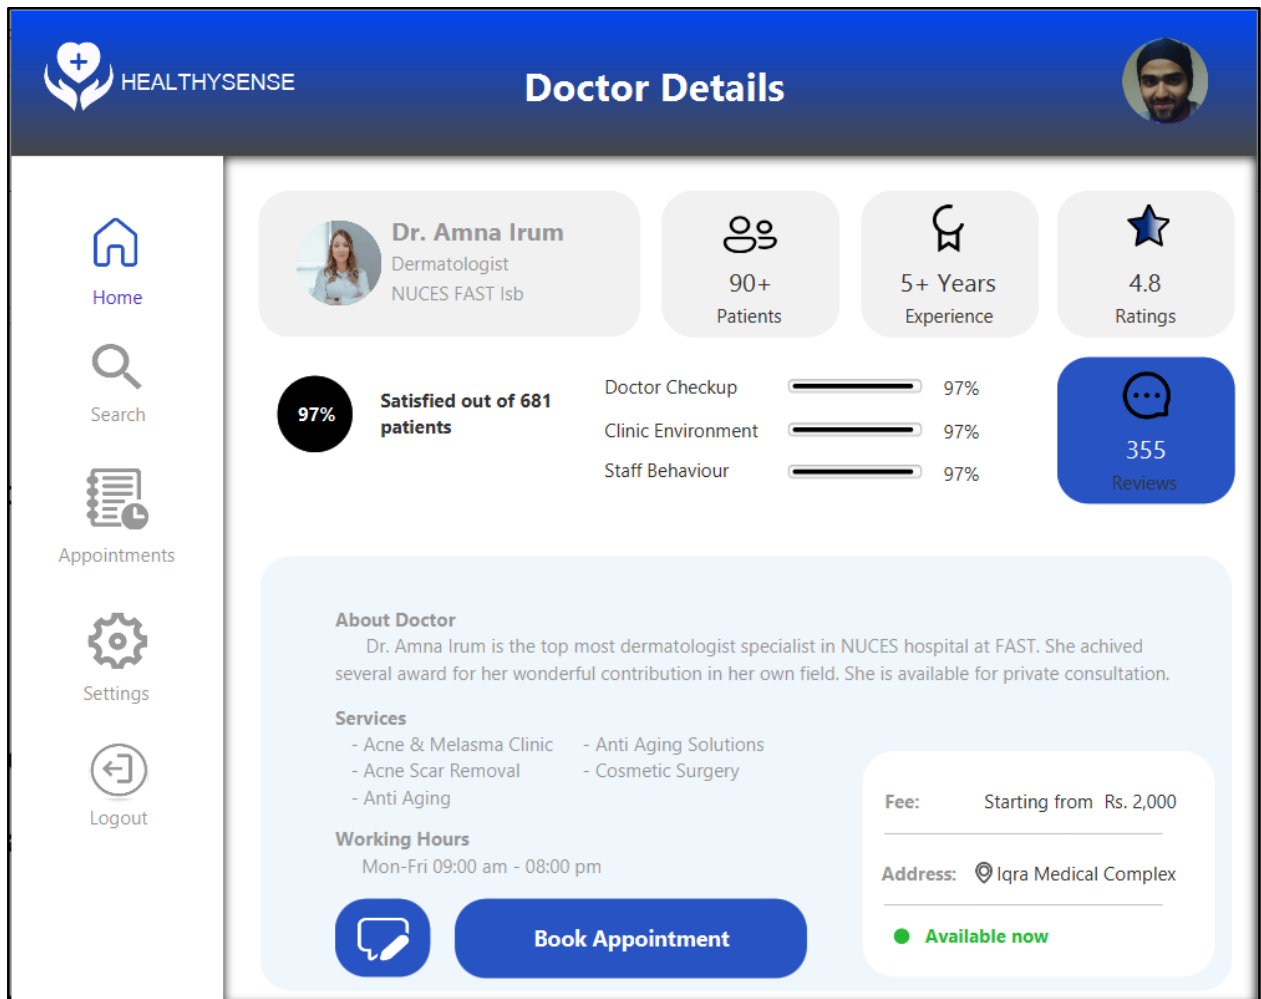 HEALTHYSENSE
Doctor Details
Home
Search
Appointments
Settings
Logout
Dr. Amna Irum
Dermatologist
NUCES FAST Isb
90+
Patients
5+ Years
Experience
4.8
Ratings
97%
Satisfied out of 681
patients
Doctor Checkup 97%
Clinic Environment 97%
Staff Behaviour 97%
355
Reviews
About Doctor
Dr. Amna Irum is the top most dermatologist specialist in NUCES hospital at FAST. She achived
several award for her wonderful contribution in her own field. She is available for private consultation.
Services
- Acne & Melasma Clinic - Anti Aging Solutions
- Acne Scar Removal - Cosmetic Surgery
- Anti Aging
Working Hours
Mon-Fri 09:00 am - 08:00 pm
Book Appointment
Fee: Starting from Rs. 2,000
Address: Iqra Medical Complex
Available now